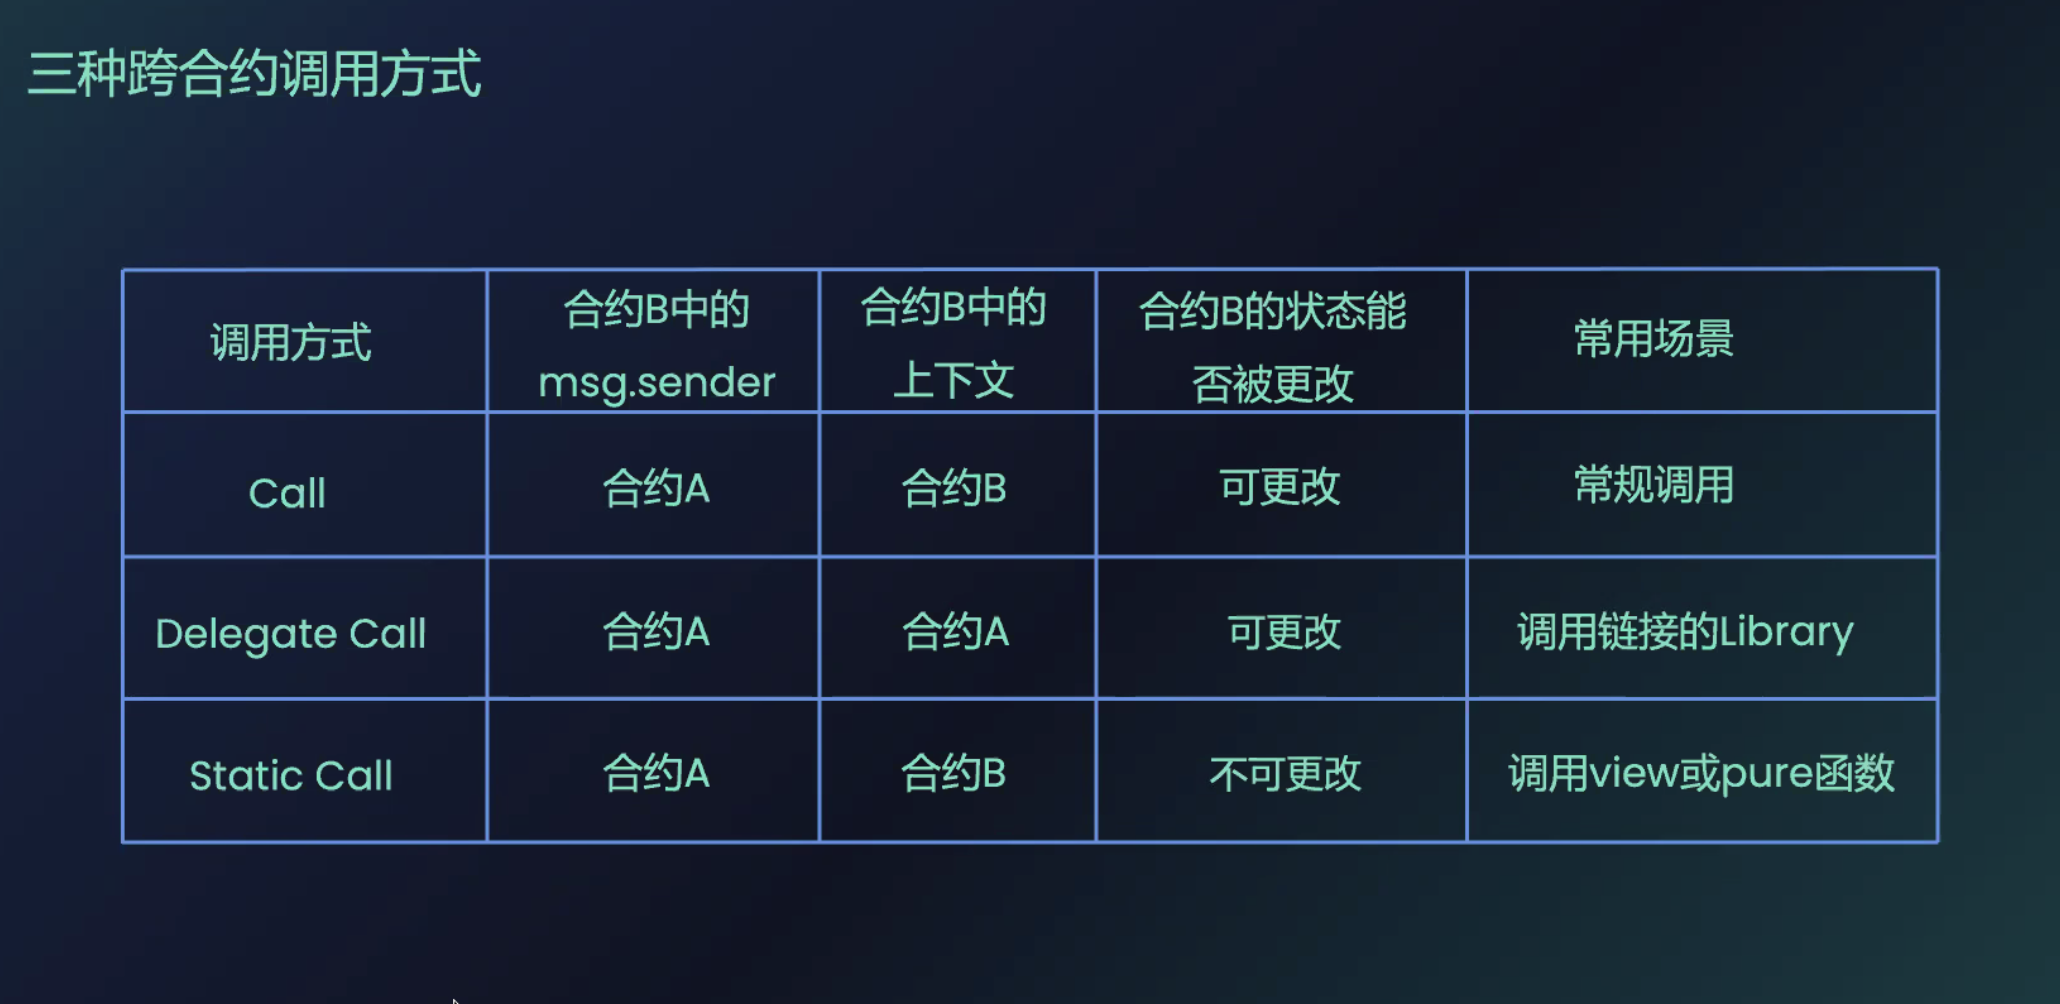 三种跨合约调用方式
调用方式
合约B中的
msg.sender
合约B中的
上下文
合约B的状态能
否被更改
常用场景
Call
合约A
合约B
可更改
常规调用
Delegate Call
合约A
合约A
可更改
调用链接的Library
Static Call
合约A
合约B
不可更改
调用view或pure函数